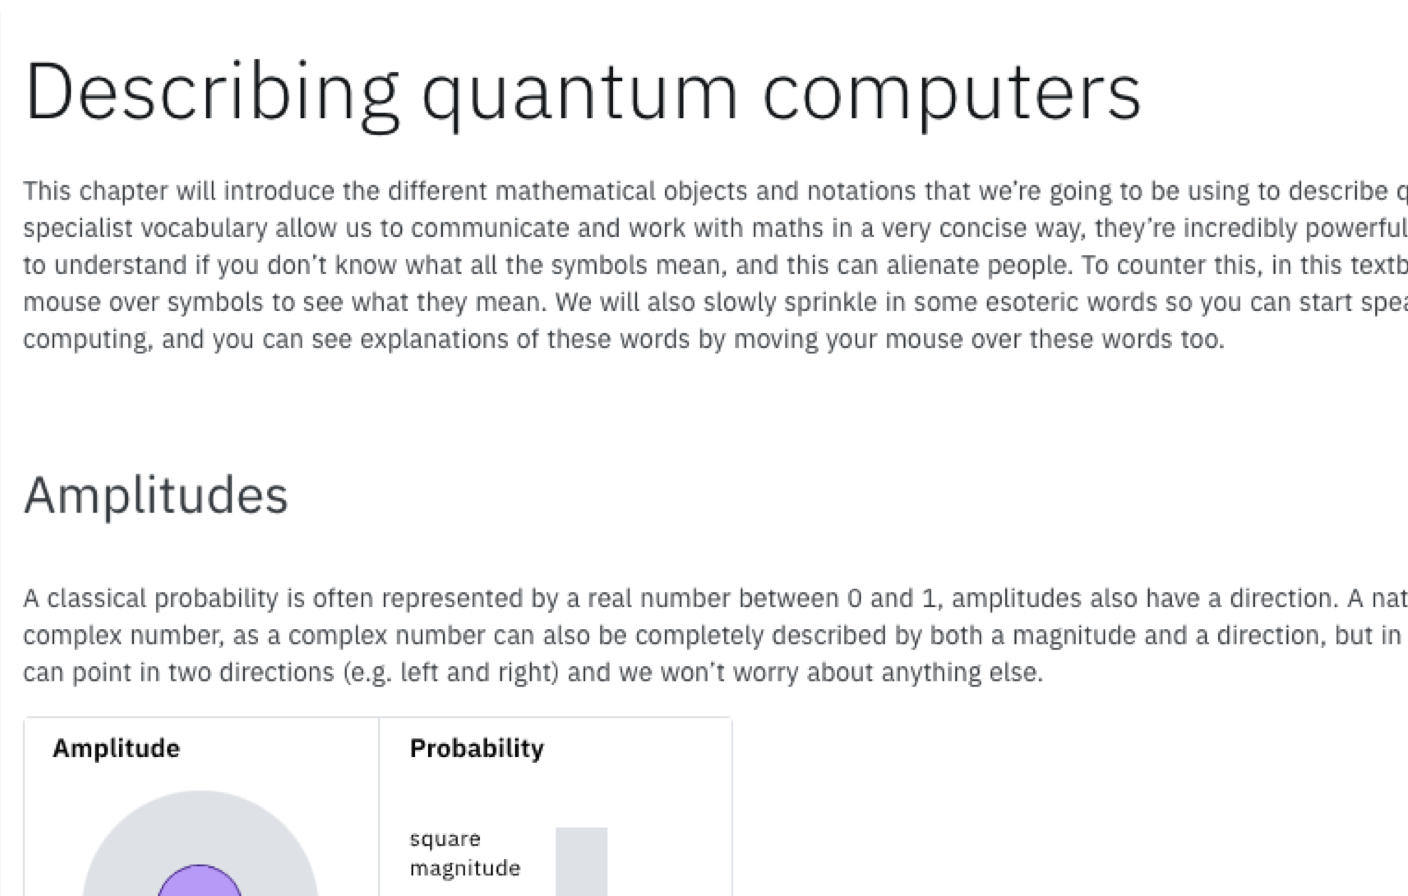 Describing quantum computers
This chapter will introduce the different mathematical objects and notations that we’re going to be using to describe q
specialist vocabulary allow us to communicate and work with maths in a very concise way, they’re incredibly powerful
to understand if you don’t know what all the symbols mean, and this can alienate people. To counter this, in this textb
mouse over symbols to see what they mean. We will also slowly sprinkle in some esoteric words so you can start spea
computing, and you can see explanations of these words by moving your mouse over these words too.
Amplitudes
A classical probability is often represented by a real number between 0 and 1, amplitudes also have a direction. A nat
complex number, as a complex number can also be completely described by both a magnitude and a direction, but in
can point in two directions (e.g. left and right) and we won’t worry about anything else.
Amplitude
Probability
square
magnitude